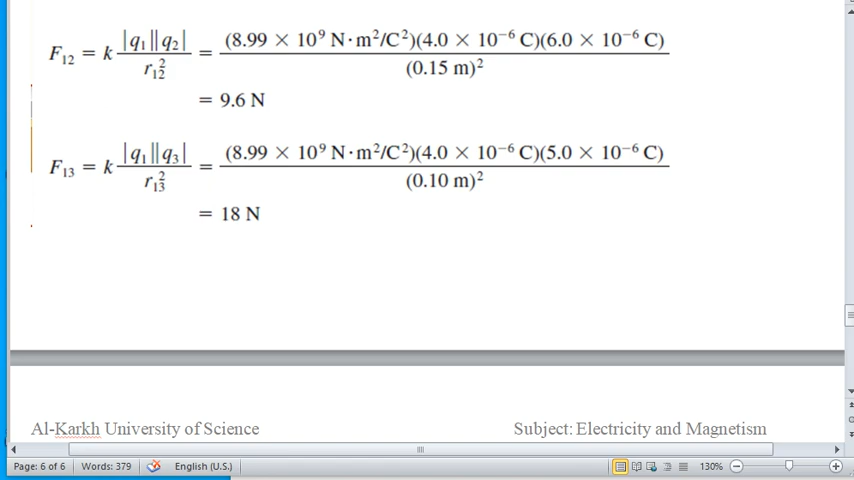 F₁₂ = k |q₁||q₂| / r₁₂² = (8.99 × 10⁹ N·m²/C²)(4.0 × 10⁻⁶ C)(6.0 × 10⁻⁶ C) / (0.15 m)²
= 9.6 N
F₁₃ = k |q₁||q₃| / r₁₃² = (8.99 × 10⁹ N·m²/C²)(4.0 × 10⁻⁶ C)(5.0 × 10⁻⁶ C) / (0.10 m)²
= 18 N
Al-Karkh University of Science Subject: Electricity and Magnetism
Page: 6 of 6 Words: 379 English (U.S.) 130%